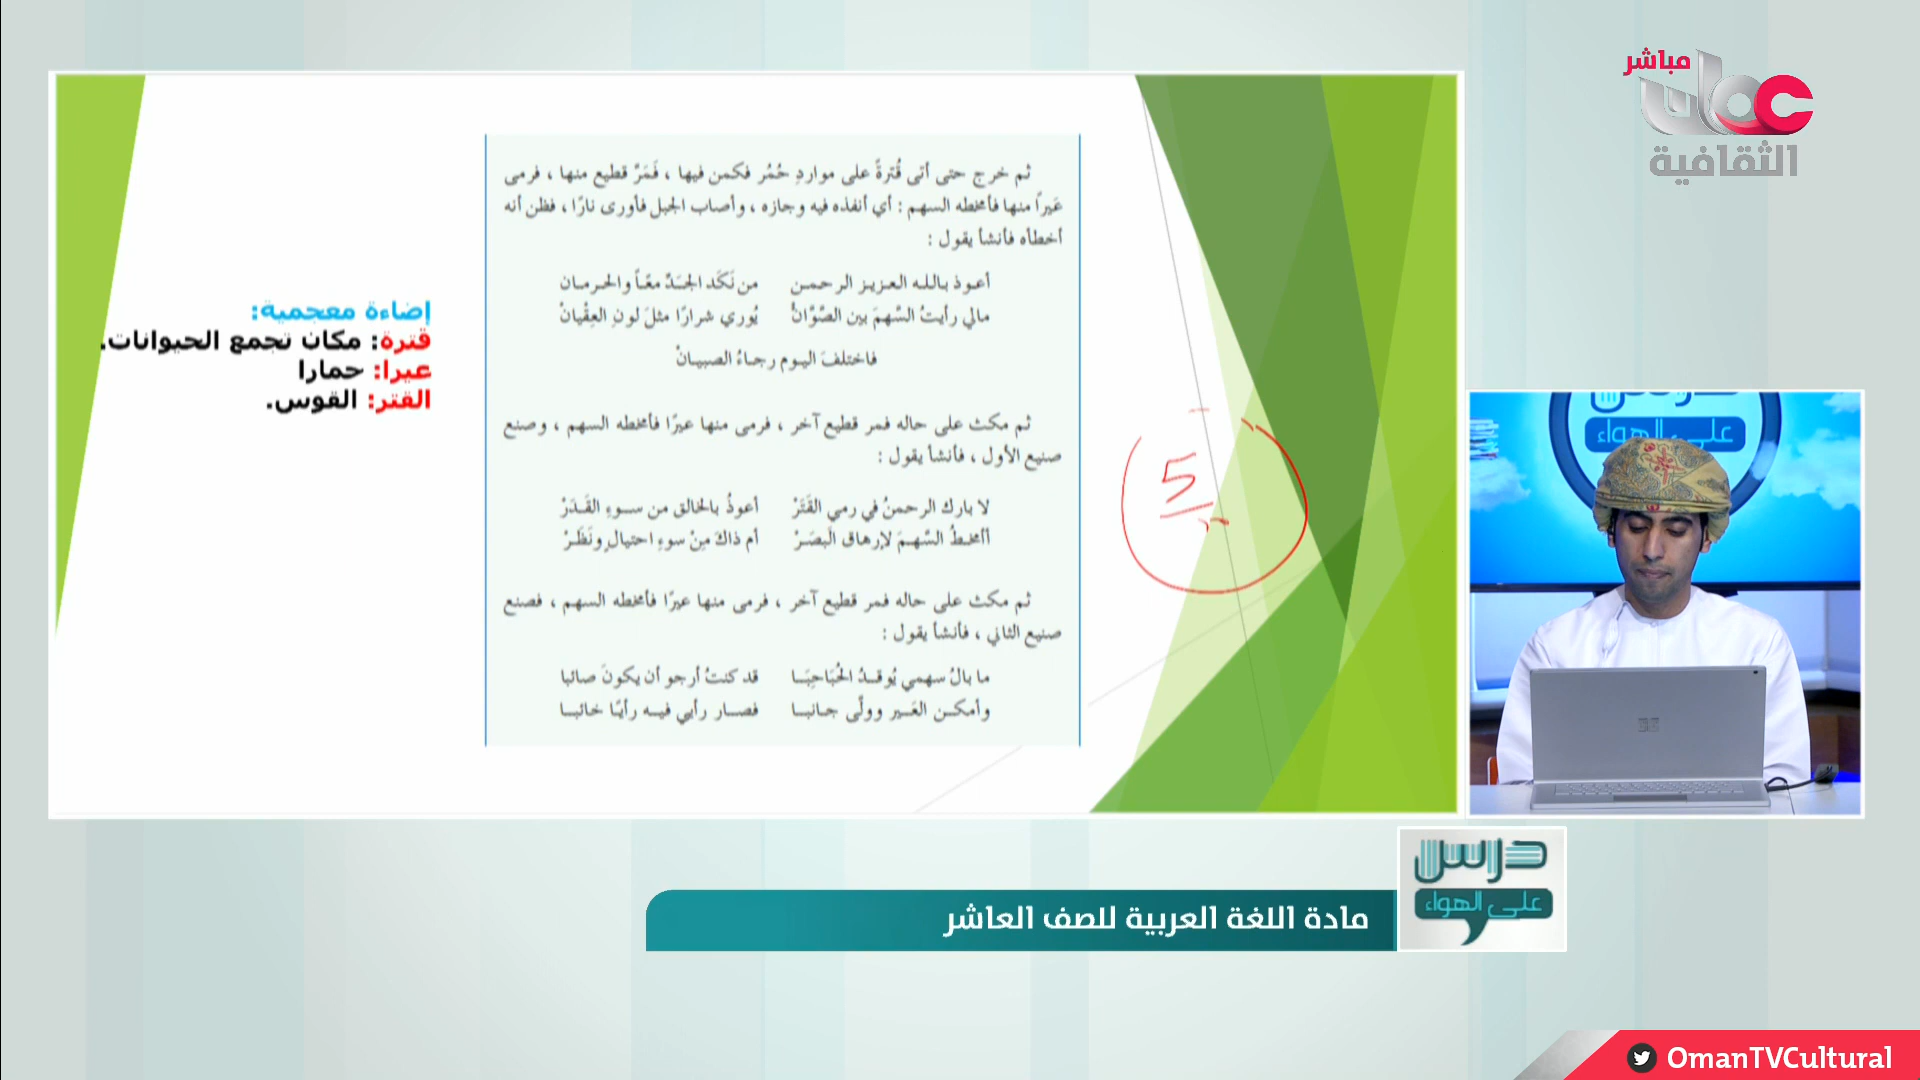 مباشر
عمان
الثقافية
ثم خرج حتى أتى قُترةً على مواردِ حُمُر فكمن فيها ، فَمَرَّ قطيع منها ، فرمى
عَيراً منها فأمخطه السهم : أي أنفذه فيه وجازه ، وأصاب الجبل فأورى نارًا ، فظن أنه
أخطأه فأنشأ يقول :
أعوذ بالله العزيز الرحمن من نَكَد الجَدِّ معًا والحرمان
مالي رأيتُ السَّهمَ بين الصَّوَّانْ يُوري شرارًا مثلَ لونِ العِقْيانْ
فاختلفَ اليوم رجاءُ الصبيانْ
ثم مكث على حاله فمر قطيع آخر ، فرمى منها عيرًا فأمخطه السهم ، وصنع
صنيع الأول ، فأنشأ يقول :
لا بارك الرحمنُ في رمي القَتَرْ أعوذُ بالخالق من سوءِ القَدَرْ
أأمخطُ السَّهمَ لإرهاق البصَرْ أم ذاكَ مِنْ سوءِ احتيالٍ ونَظَرْ
ثم مكث على حاله فمر قطيع آخر ، فرمى منها عيرًا فأمخطه السهم ، فصنع
صنيع الثاني ، فأنشأ يقول :
ما بالُ سهمي يُوقدُ الحُبَاحِبَا قد كنتُ أرجو أن يكونَ صائبا
وأمكن العَير وولَّى جانبا فصار رأيي فيه رأيًا خائبا
إضاءة معجمية:
قترة: مكان تجمع الحيوانات.
عيرا: حمارا
القتر: القوس.
5
درس
على الهواء
درس
على الهواء
مادة اللغة العربية للصف العاشر
OmanTVCultural